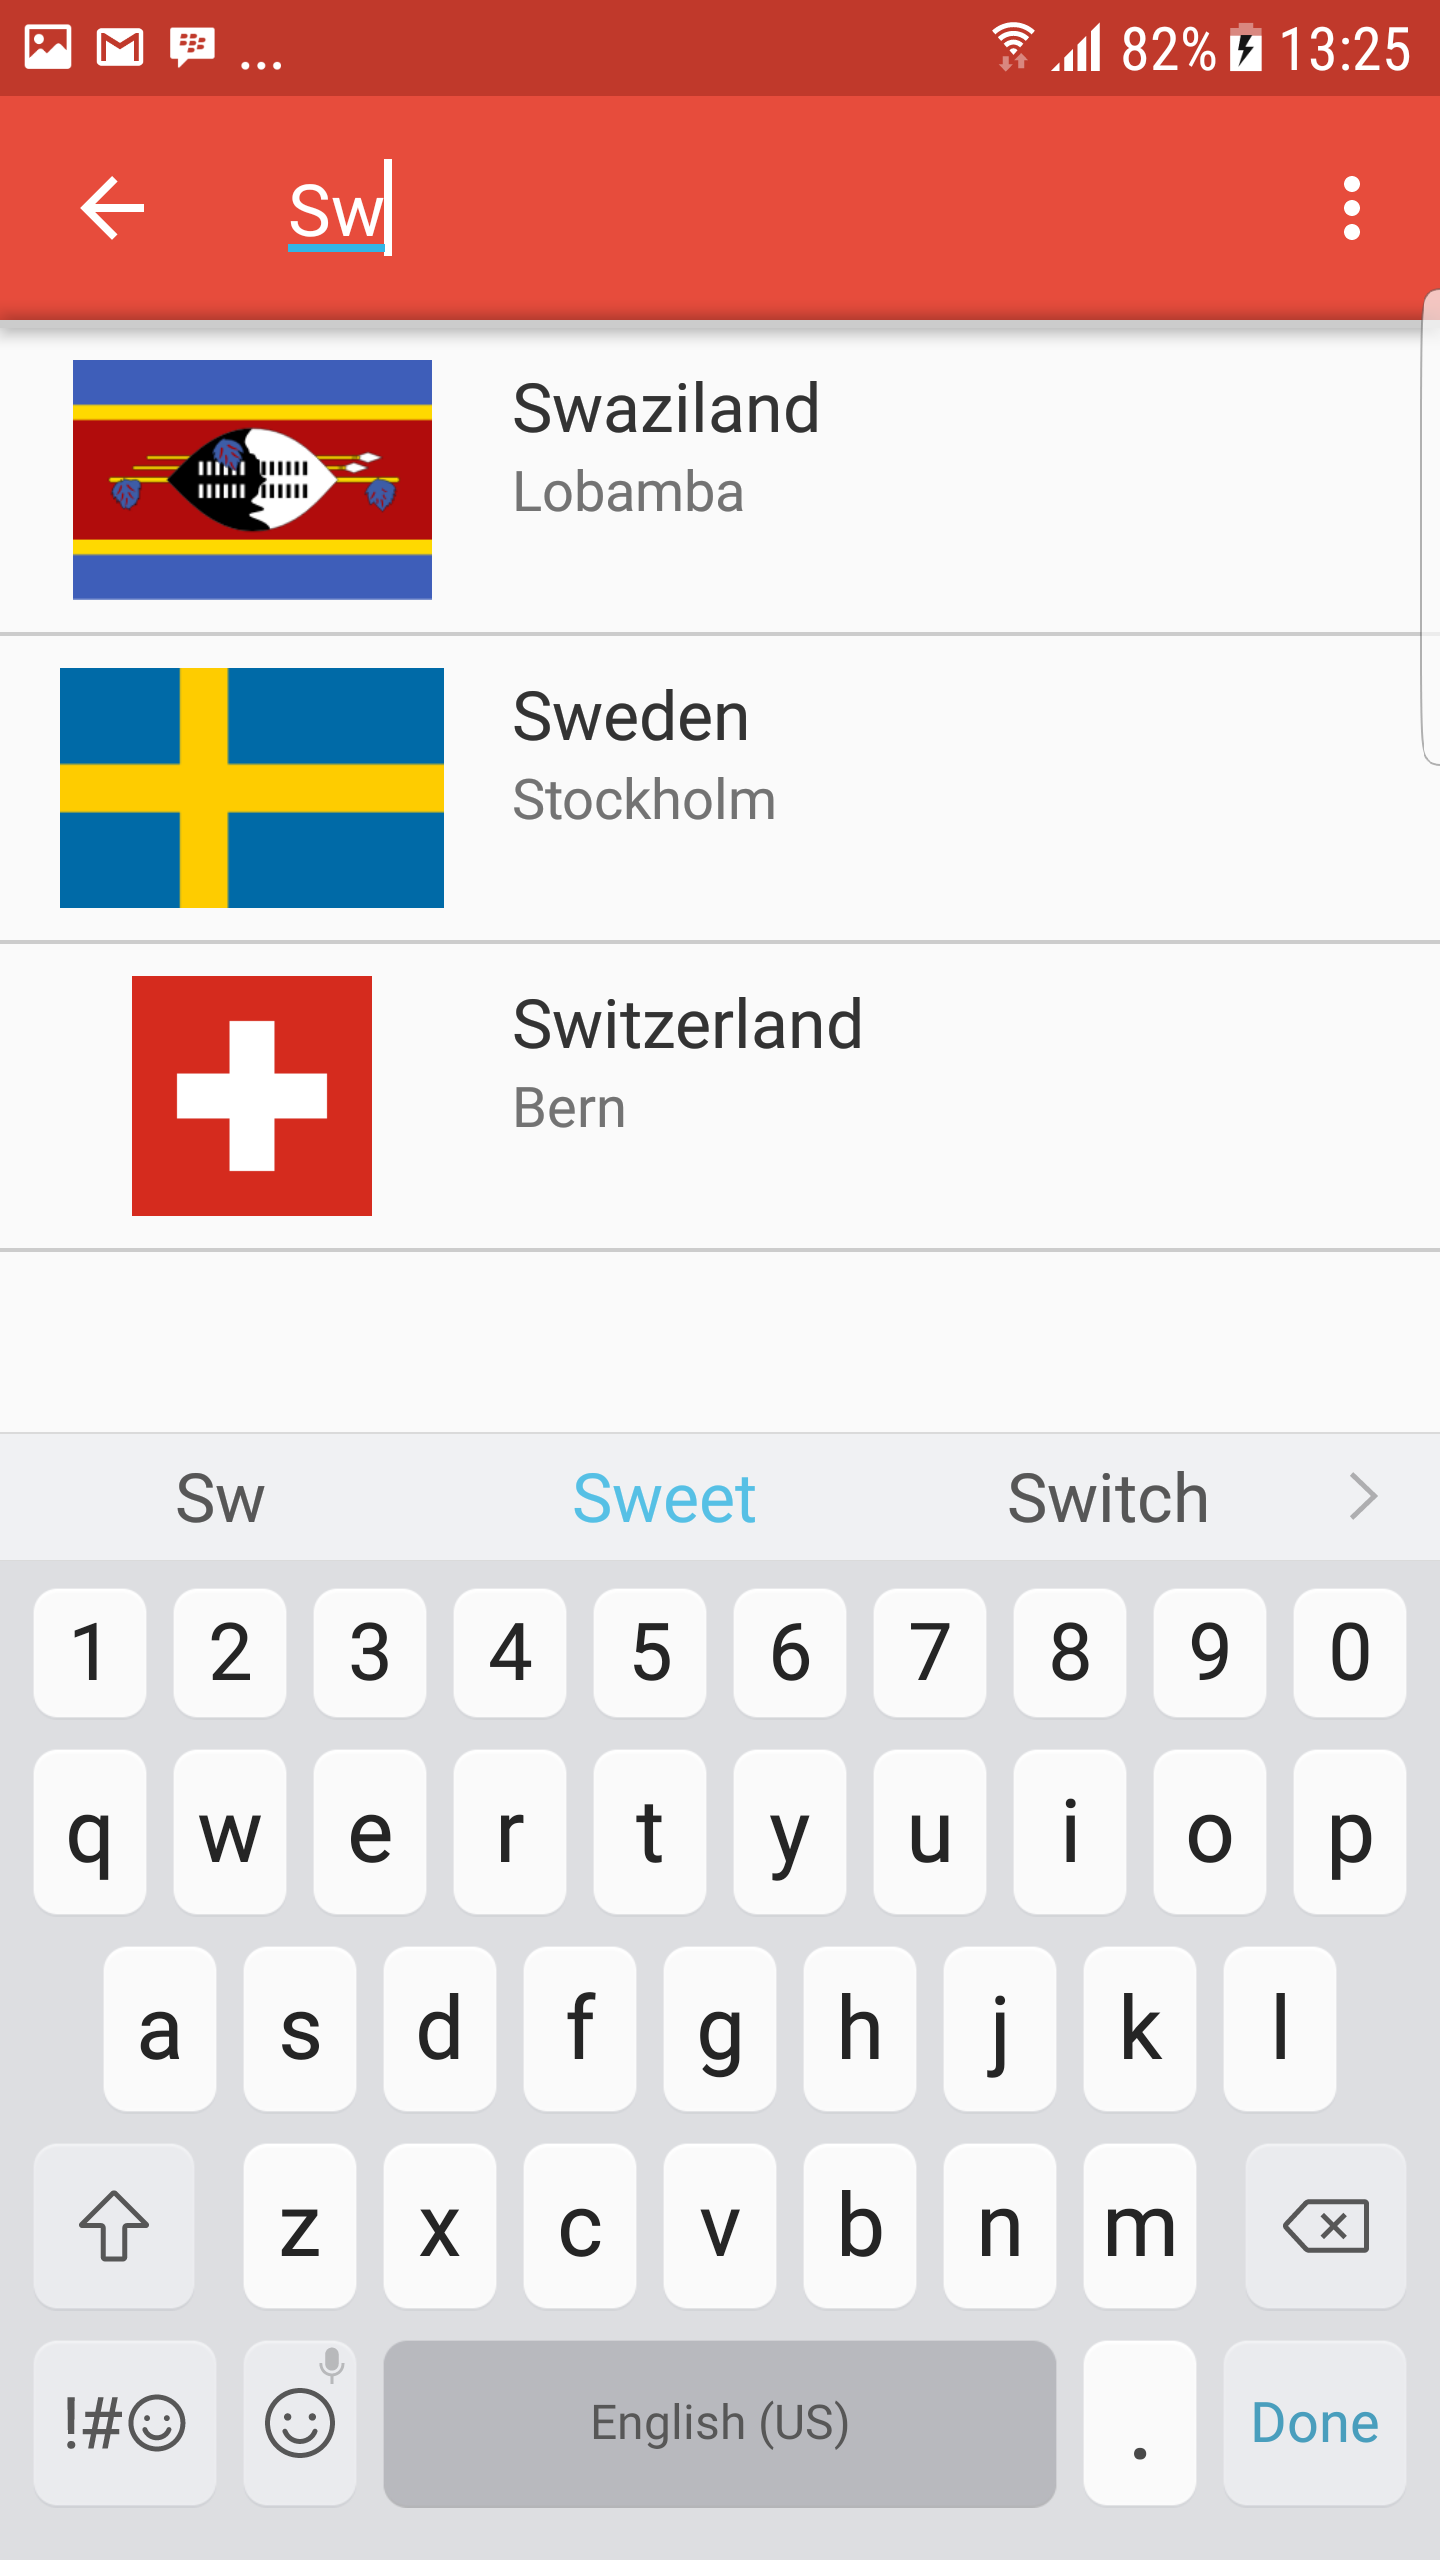 ... 82% 13:25
Sw
Swaziland
Lobamba
Sweden
Stockholm
Switzerland
Bern
Sw Sweet Switch
1 2 3 4 5 6 7 8 9 0
q w e r t y u i o p
a s d f g h j k l
z x c v b n m
!# English (US) . Done